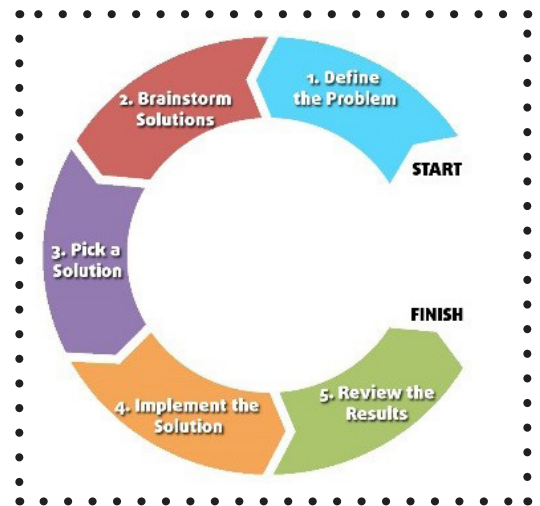 1. Define
the Problem
START
2. Brainstorm
Solutions
3. Pick a
Solution
4. Implement the
Solution
5. Review the
Results
FINISH